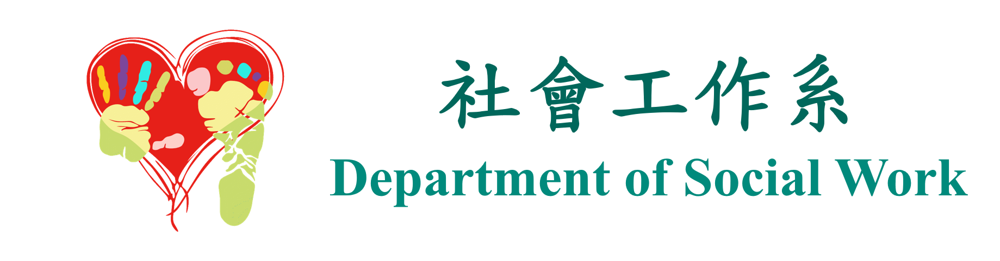 社會工作系
Department of Social Work